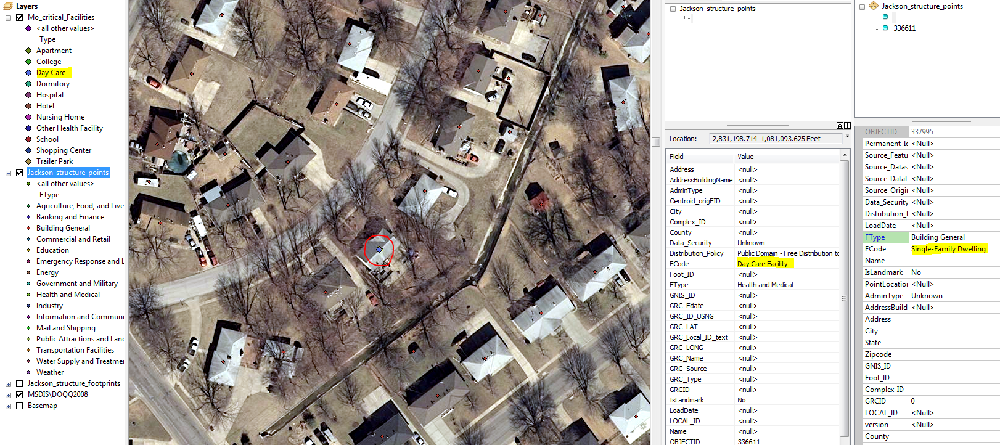 Layers
Mo_critical_Facilities
<all other values>
Type
Apartment
College
Day Care
Dormitory
Hospital
Hotel
Nursing Home
Other Health Facility
School
Shopping Center
Trailer Park
Jackson_structure_points
<all other values>
FType
Agriculture, Food, and Live
Banking and Finance
Building General
Commercial and Retail
Education
Emergency Response and L
Energy
Government and Military
Health and Medical
Industry
Information and Communi
Mail and Shipping
Public Attractions and Land
Transportation Facilities
Water Supply and Treatme
Weather
Jackson_structure_footprints
MSDIS\DOQQ2008
Basemap
Jackson_structure_points
Location: 2,831,198.714 1,081,093.625 Feet
Field Value
Address <null>
AddressBuildingName <null>
AdminType <null>
Centroid_origFID <null>
City <null>
Complex_ID <null>
County <null>
Data_Security Unknown
Distribution_Policy Public Domain - Free Distribution to
FCode Day Care Facility
Foot_ID <null>
FType Health and Medical
GNIS_ID <null>
GRC_Edate <null>
GRC_ID_USNG <null>
GRC_LAT <null>
GRC_Local_ID_text <null>
GRC_LONG <null>
GRC_Name <null>
GRC_Source <null>
GRC_Type <null>
GRCID <null>
IsLandmark No
LoadDate <null>
LOCAL_ID <null>
Name <null>
OBJECTID 336611
Jackson_structure_points
336611
OBJECTID 337995
Permanent_Id <Null>
Source_Featu <Null>
Source_Datas <Null>
Source_DataD <Null>
Source_Origin <Null>
Data_Security <Null>
Distribution_P <Null>
LoadDate <Null>
FType Building General
FCode Single-Family Dwelling
Name
IsLandmark No
PointLocation <Null>
AdminType Unknown
AddressBuild <Null>
Address
City
State
Zipcode
GNIS_ID
Foot_ID
Complex_ID
GRCID 0
LOCAL_ID <Null>
version <Null>
County